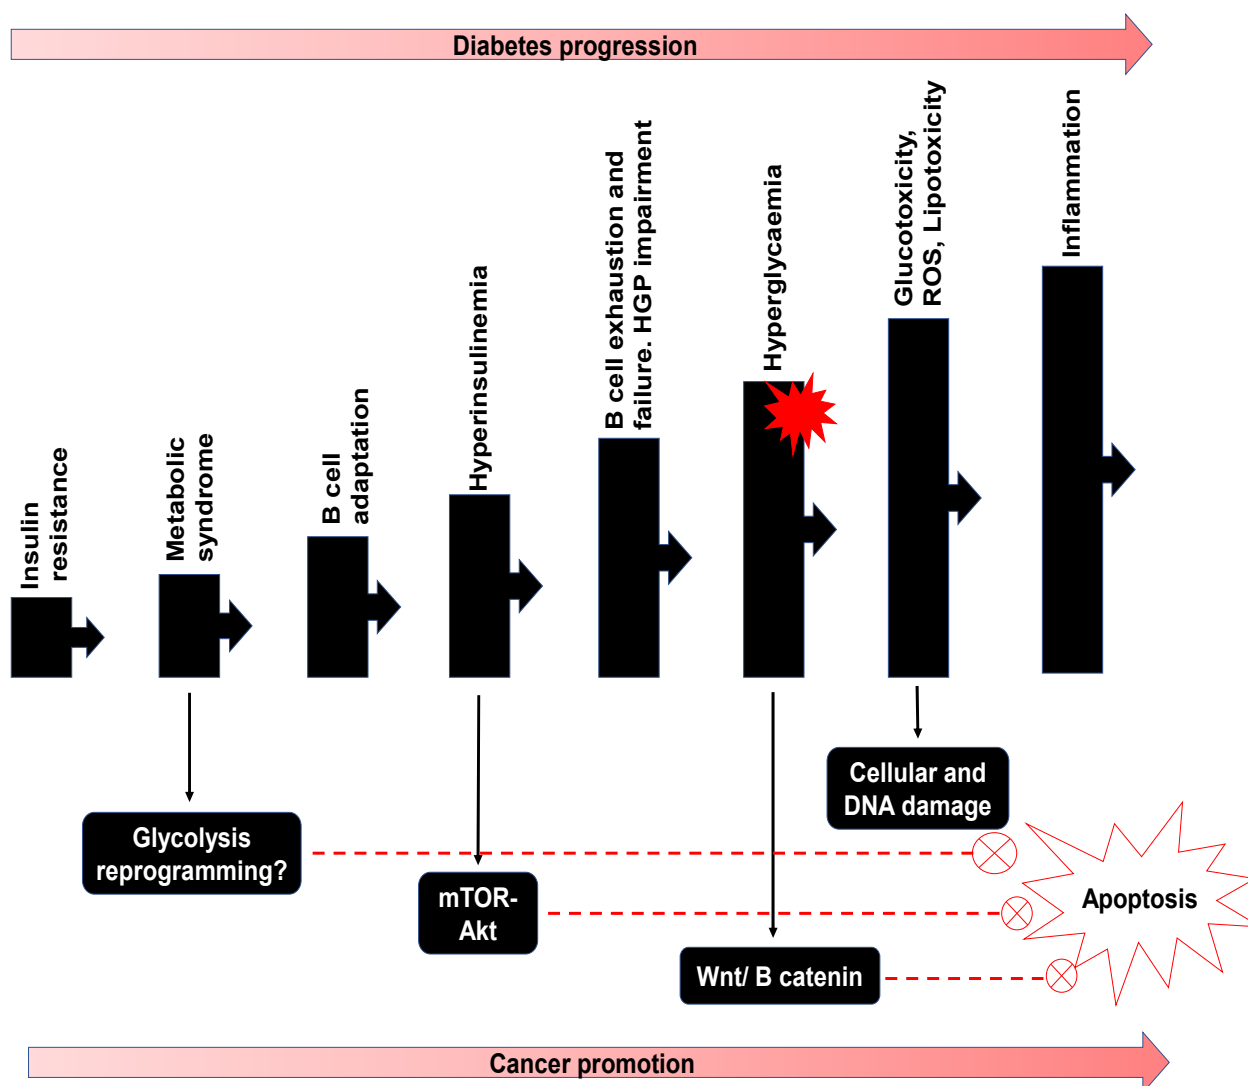 Diabetes progression
Insulin
resistance
Metabolic
syndrome
B cell
adaptation
Hyperinsulinemia
B cell exhaustion and
failure. HGP impairment
Hyperglycaemia
Glucotoxicity,
ROS, Lipotoxicity
Inflammation
Cellular and
DNA damage
Glycolysis
reprogramming?
mTOR-
Akt
Apoptosis
Wnt/ B catenin
Cancer promotion